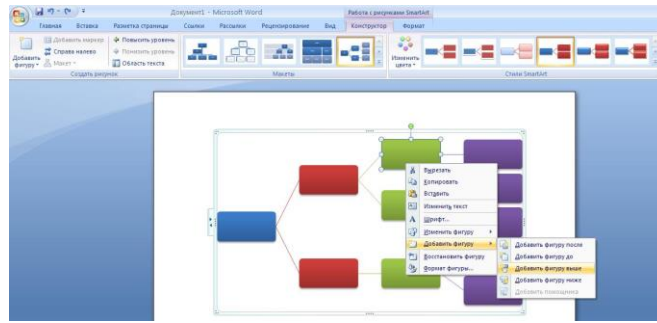 Документ1 - Microsoft Word
Работа с рисунками SmartArt
Главная Вставка Разметка страницы Ссылки Рассылки Рецензирование Вид Конструктор Формат
Добавить фигуру
Добавить маркер
Справа налево
Макет
Повысить уровень
Понизить уровень
Область текста
Изменить цвета
Создать рисунок Макеты Стили SmartArt
Вырезать
Копировать
Вставить
Изменить текст
Шрифт...
Изменить фигуру
Добавить фигуру
Восстановить фигуру
Формат фигуры...
Добавить фигуру после
Добавить фигуру до
Добавить фигуру выше
Добавить фигуру ниже
Добавить помощника